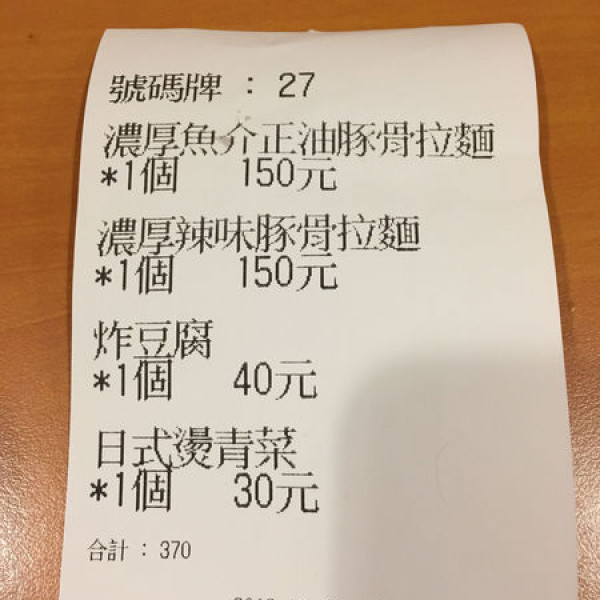 號碼牌 : 27
濃厚魚介正油豚骨拉麵
*1個 150元
濃厚辣味豚骨拉麵
*1個 150元
炸豆腐
*1個 40元
日式燙青菜
*1個 30元
合計 : 370